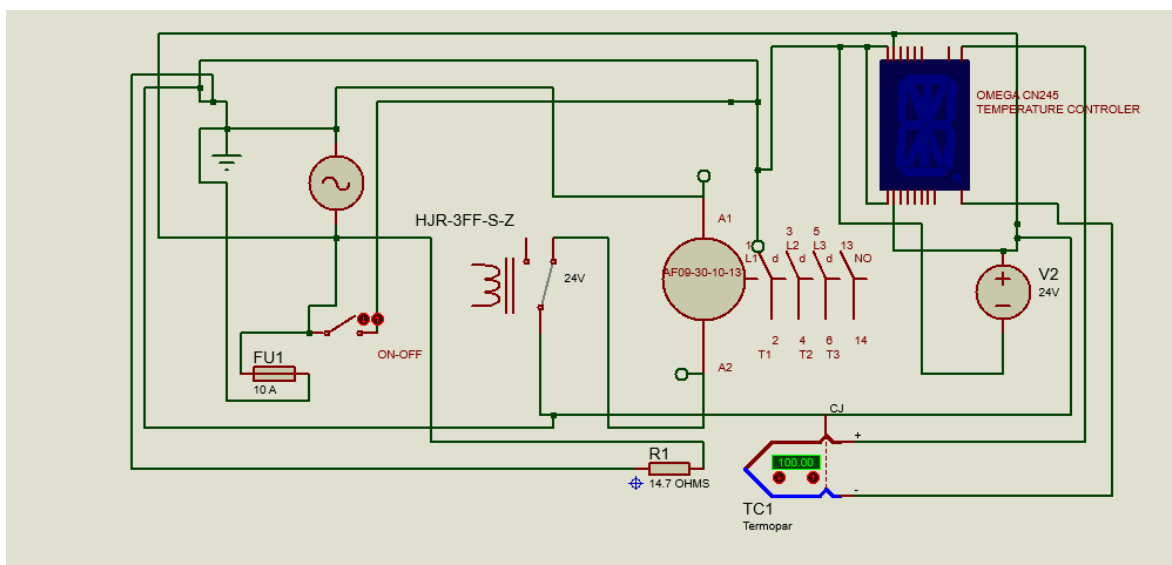 OMEGA CN245
TEMPERATURE CONTROLER
HJR-3FF-S-Z
24V
A1
AF09-30-10-13
A2
1
L1
3
L2
5
L3
13
NO
d
d
d
2
T1
4
T2
6
T3
14
V2
24V
ON-OFF
FU1
10 A
CJ
+
-
100.00
R1
14.7 OHMS
TC1
Termopar